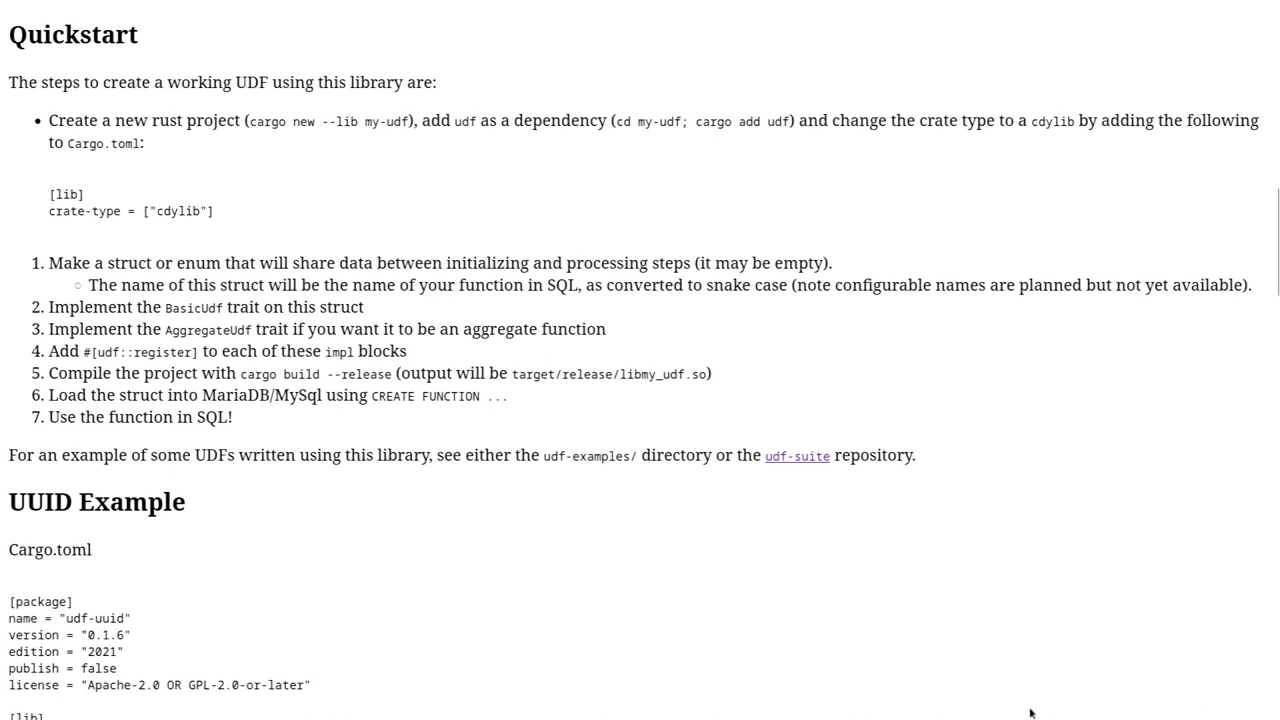 Quickstart
The steps to create a working UDF using this library are:
• Create a new rust project (cargo new --lib my-udf), add udf as a dependency (cd my-udf; cargo add udf) and change the crate type to a cdylib by adding the following
to Cargo.toml:
[lib]
crate-type = ["cdylib"]
1. Make a struct or enum that will share data between initializing and processing steps (it may be empty).
◦ The name of this struct will be the name of your function in SQL, as converted to snake case (note configurable names are planned but not yet available).
2. Implement the BasicUdf trait on this struct
3. Implement the AggregateUdf trait if you want it to be an aggregate function
4. Add #[udf::register] to each of these impl blocks
5. Compile the project with cargo build --release (output will be target/release/libmy_udf.so)
6. Load the struct into MariaDB/MySql using CREATE FUNCTION ...
7. Use the function in SQL!
For an example of some UDFs written using this library, see either the udf-examples/ directory or the udf-suite repository.
UUID Example
Cargo.toml
[package]
name = "udf-uuid"
version = "0.1.6"
edition = "2021"
publish = false
license = "Apache-2.0 OR GPL-2.0-or-later"
[lib]